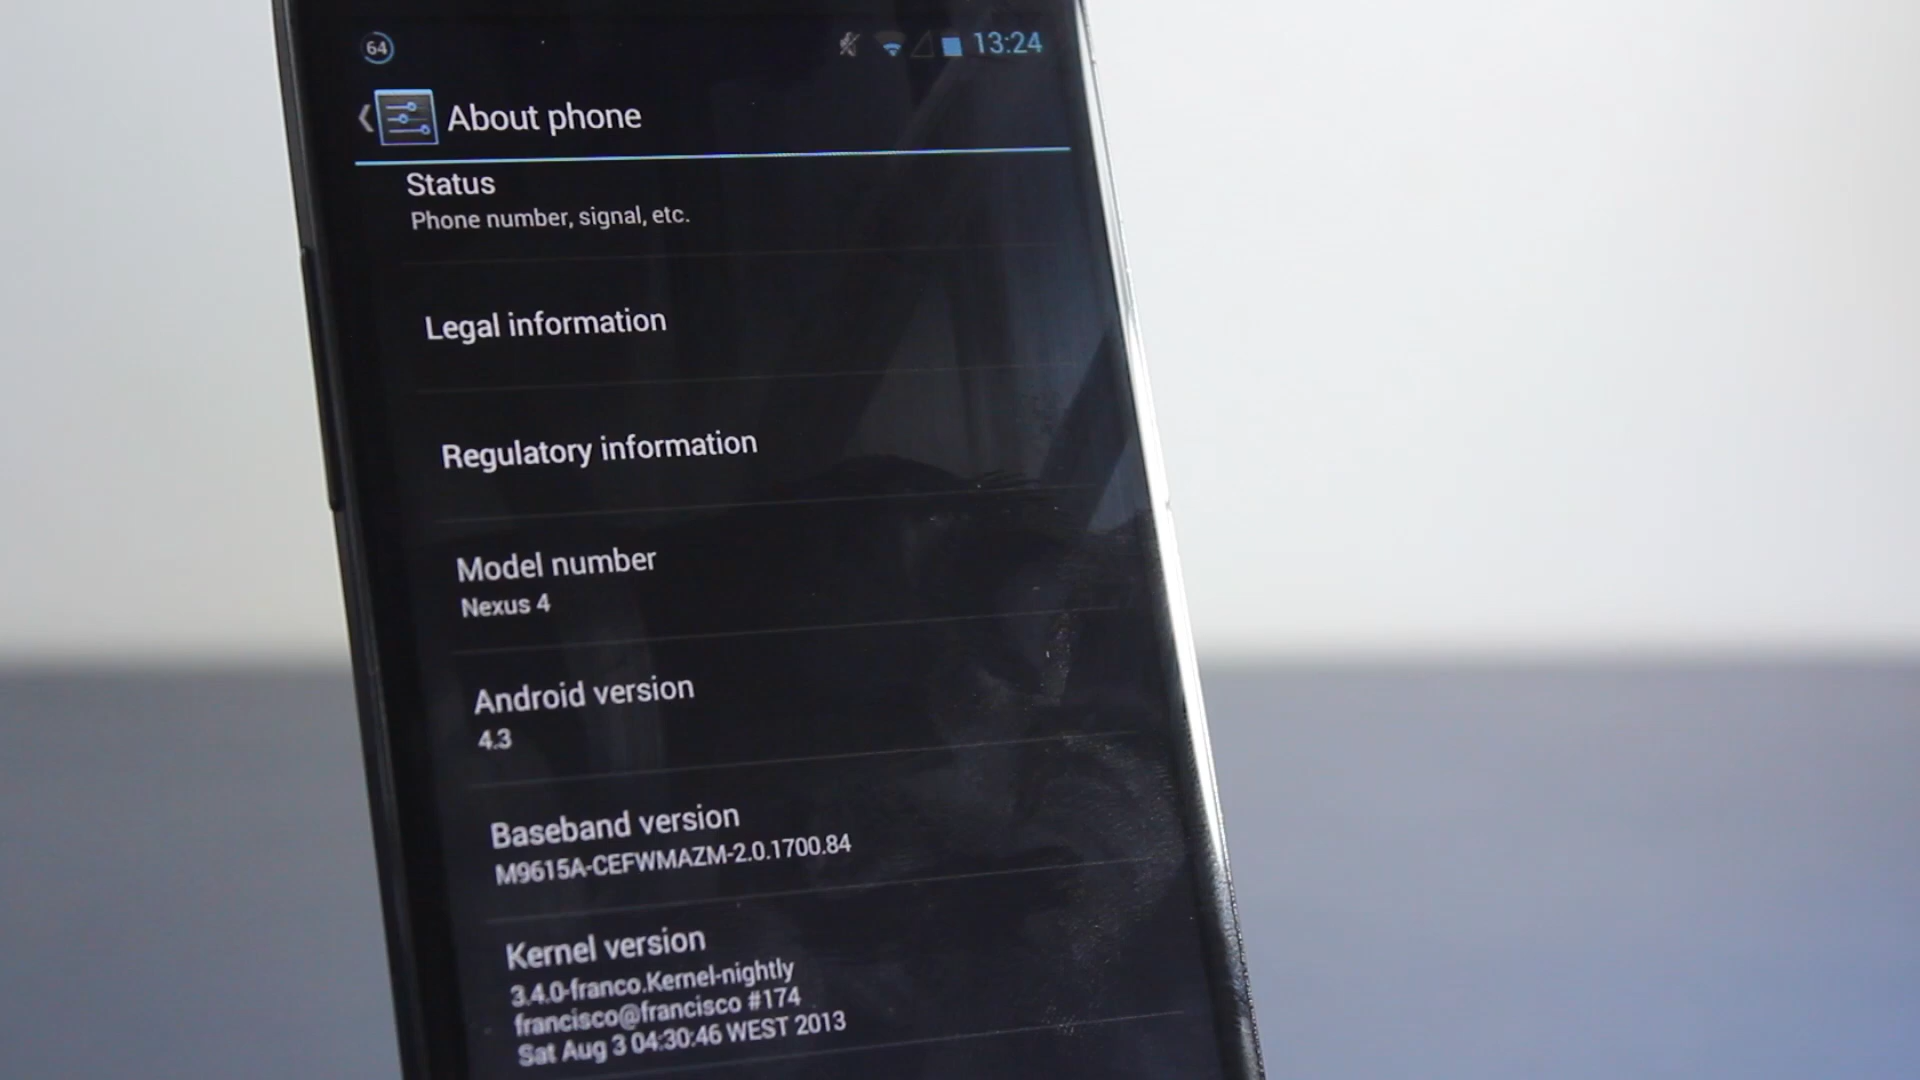 64
13:24
About phone
Status
Phone number, signal, etc.
Legal information
Regulatory information
Model number
Nexus 4
Android version
4.3
Baseband version
M9615A-CEFWMAZM-2.0.1700.84
Kernel version
3.4.0-franco.Kernel-nightly
francisco@francisco #174
Sat Aug 3 04:30:46 WEST 2013